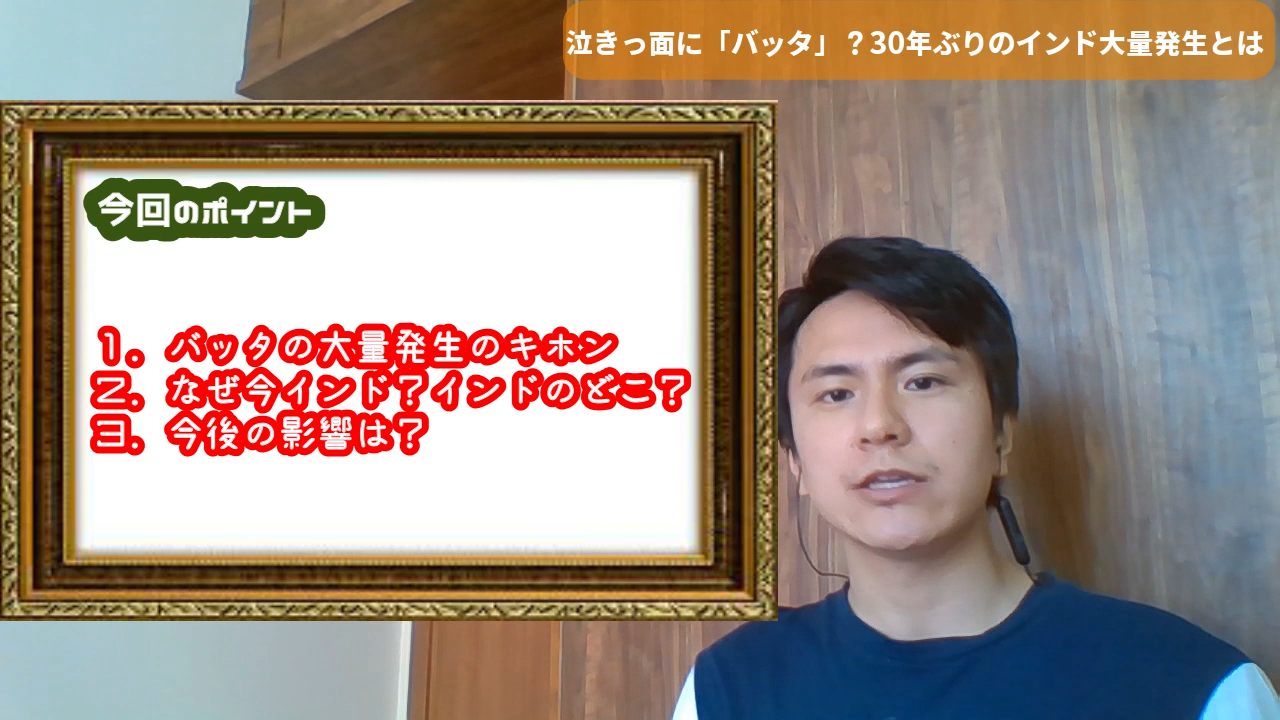 泣きっ面に「バッタ」？30年ぶりのインド大量発生とは
今回のポイント
１．バッタの大量発生のキホン
２．なぜ今インド？インドのどこ？
３．今後の影響は？